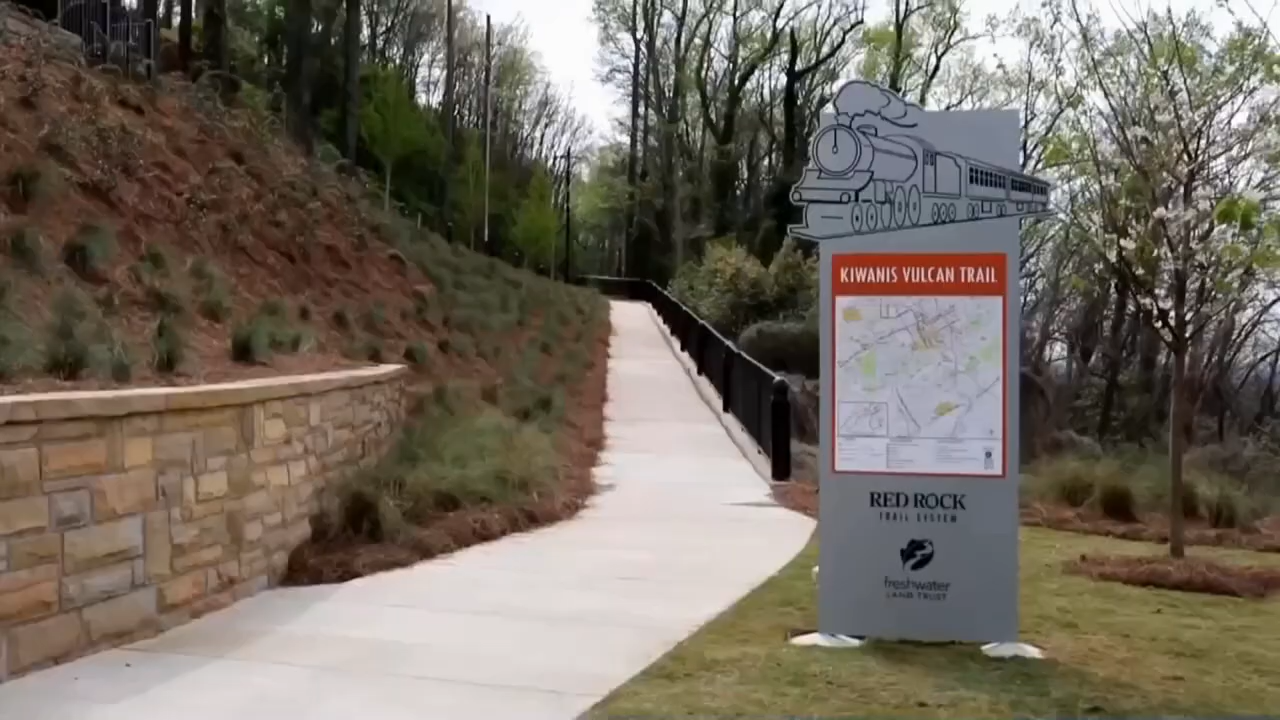 KIWANIS VULCAN TRAIL
RED ROCK
TRAIL SYSTEM
freshwater
LAND TRUST